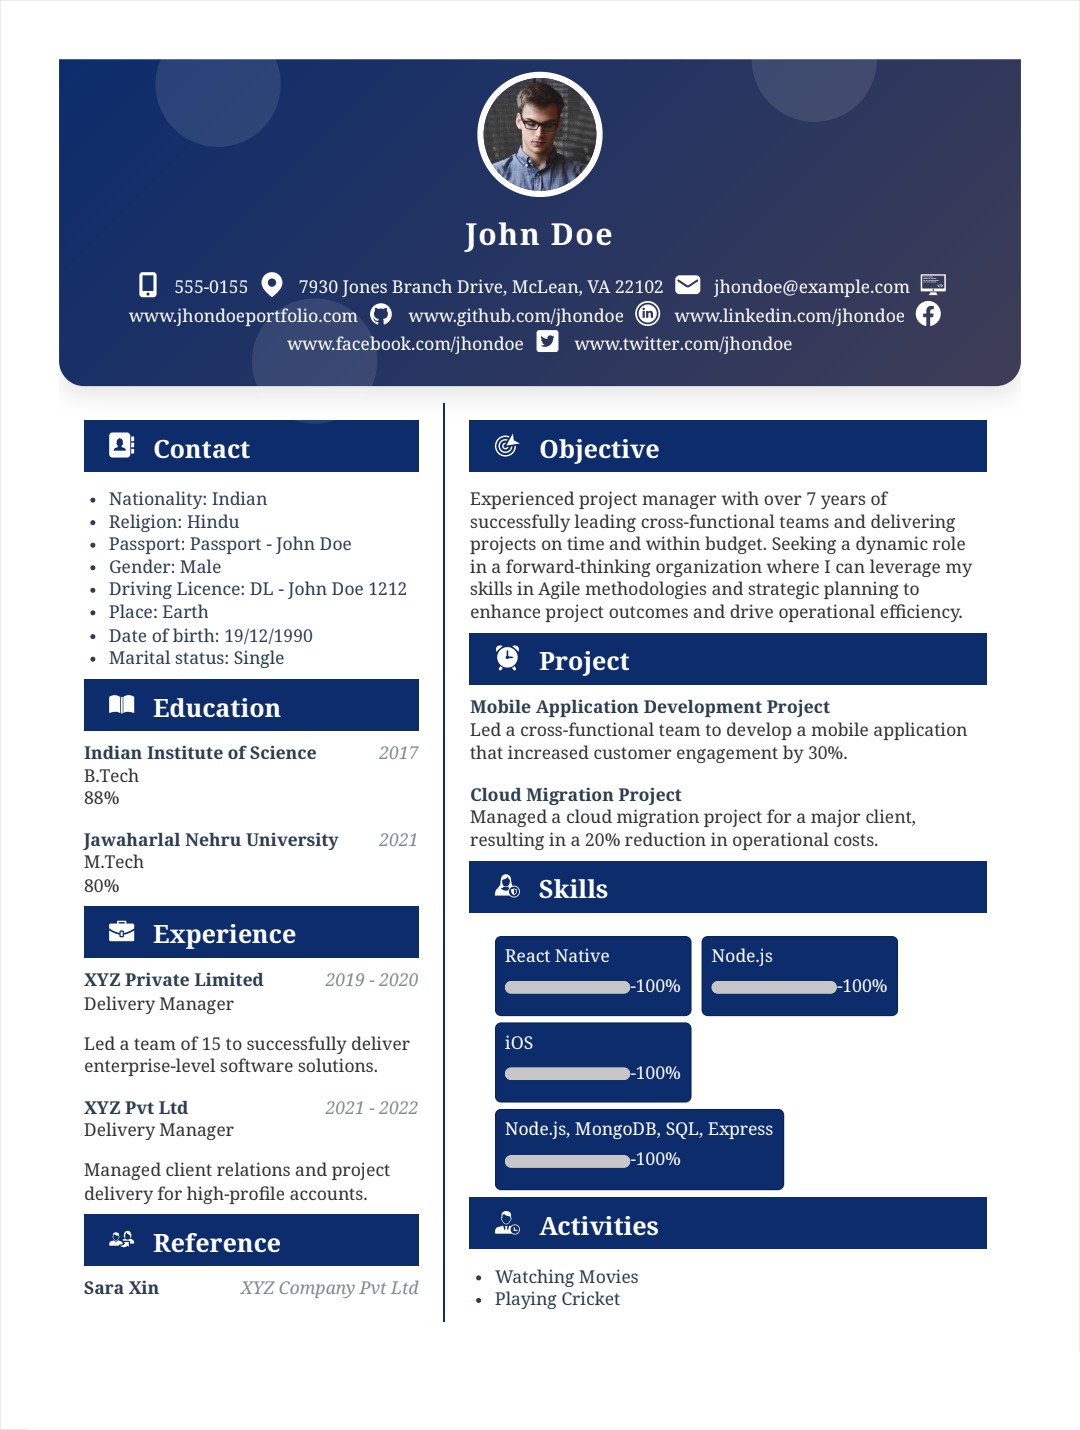 John Doe
555-0155 7930 Jones Branch Drive, McLean, VA 22102 jhondoe@example.com
www.jhondoeportfolio.com www.github.com/jhondoe www.linkedin.com/jhondoe
www.facebook.com/jhondoe www.twitter.com/jhondoe
Contact
• Nationality: Indian
• Religion: Hindu
• Passport: Passport - John Doe
• Gender: Male
• Driving Licence: DL - John Doe 1212
• Place: Earth
• Date of birth: 19/12/1990
• Marital status: Single
Education
Indian Institute of Science 2017
B.Tech
88%
Jawaharlal Nehru University 2021
M.Tech
80%
Experience
XYZ Private Limited 2019 - 2020
Delivery Manager
Led a team of 15 to successfully deliver
enterprise-level software solutions.
XYZ Pvt Ltd 2021 - 2022
Delivery Manager
Managed client relations and project
delivery for high-profile accounts.
Reference
Sara Xin XYZ Company Pvt Ltd
Objective
Experienced project manager with over 7 years of
successfully leading cross-functional teams and delivering
projects on time and within budget. Seeking a dynamic role
in a forward-thinking organization where I can leverage my
skills in Agile methodologies and strategic planning to
enhance project outcomes and drive operational efficiency.
Project
Mobile Application Development Project
Led a cross-functional team to develop a mobile application
that increased customer engagement by 30%.
Cloud Migration Project
Managed a cloud migration project for a major client,
resulting in a 20% reduction in operational costs.
Skills
React Native
-100%
Node.js
-100%
iOS
-100%
Node.js, MongoDB, SQL, Express
-100%
Activities
• Watching Movies
• Playing Cricket